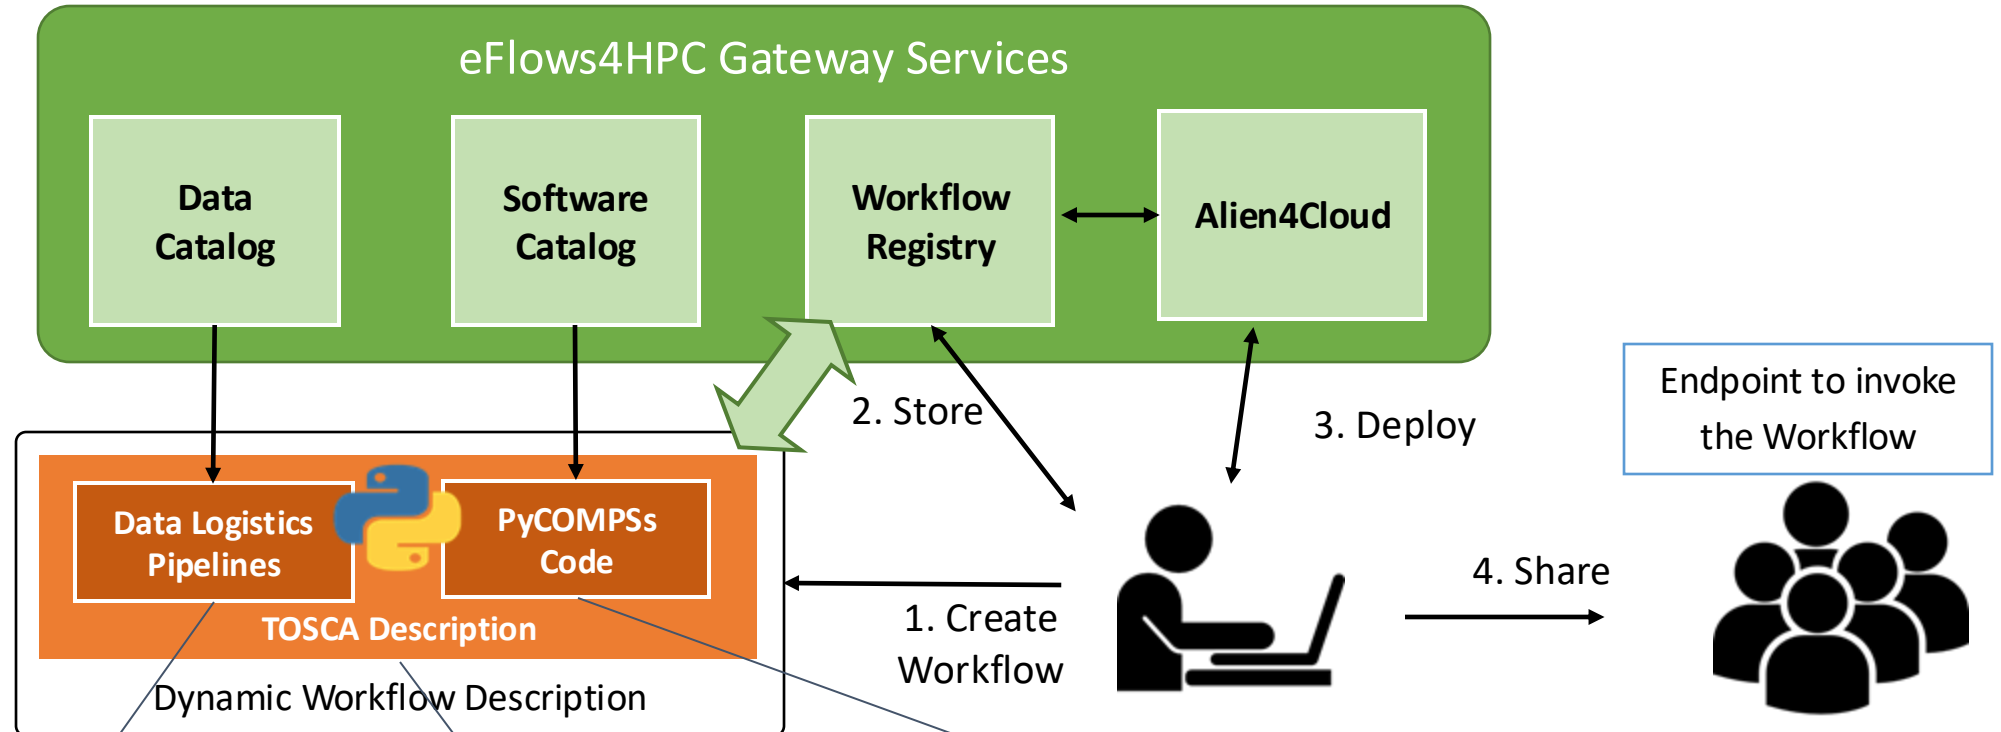 eFlows4HPC Gateway Services
Data
Catalog
Software
Catalog
Workflow
Registry
Alien4Cloud
2. Store
3. Deploy
Endpoint to invoke
the Workflow
Data Logistics
Pipelines
PyCOMPSs
Code
TOSCA Description
Dynamic Workflow Description
1. Create
Workflow
4. Share